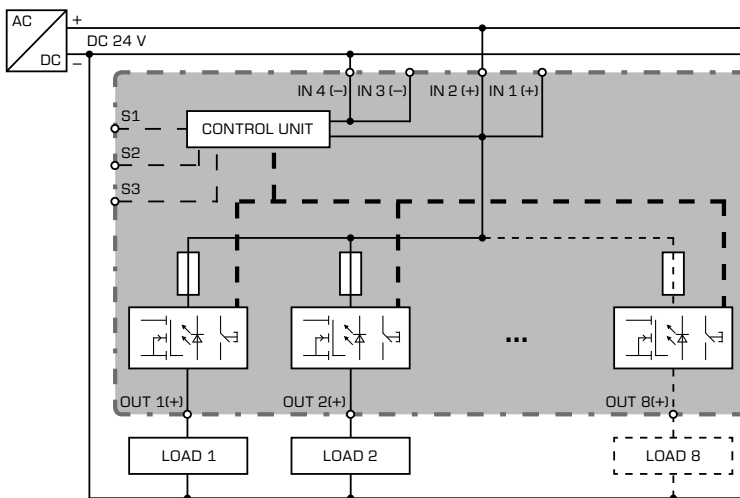 AC
+
DC 24 V
DC
−
IN 4 (−) IN 3 (−) IN 2 (+) IN 1 (+)
S1
CONTROL UNIT
S2
S3
...
OUT 1(+) OUT 2(+) OUT 8(+)
LOAD 1 LOAD 2 LOAD 8